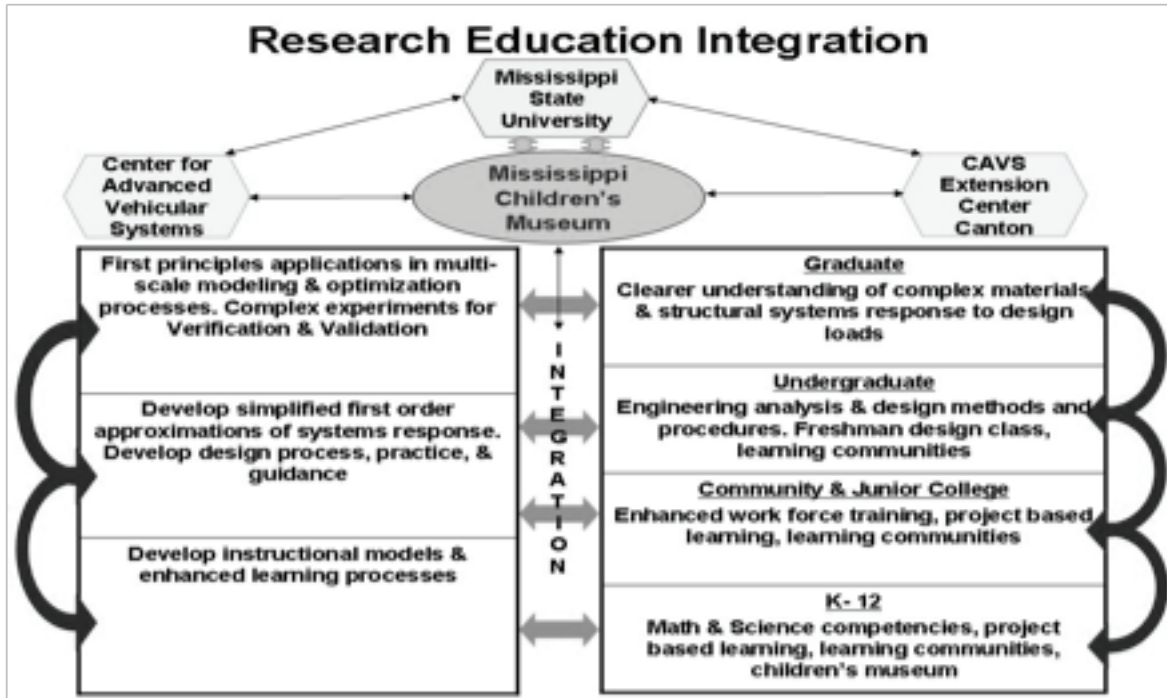 Research Education Integration
Mississippi
State
University
Center for
Advanced
Vehicular
Systems
Mississippi
Children's
Museum
CAVS
Extension
Center
Canton
First principles applications in multi-
scale modeling & optimization
processes. Complex experiments for
Verification & Validation
Develop simplified first order
approximations of systems response.
Develop design process, practice, &
guidance
Develop instructional models &
enhanced learning processes
INTEGRATION
Graduate
Clearer understanding of complex materials
& structural systems response to design
loads
Undergraduate
Engineering analysis & design methods and
procedures. Freshman design class,
learning communities
Community & Junior College
Enhanced work force training, project based
learning, learning communities
K- 12
Math & Science competencies, project
based learning, learning communities,
children's museum